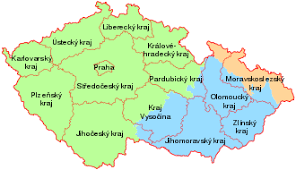 Liberecký kraj
Ústecký kraj
Králové-
hradecký kraj
Karlovarský
kraj
Praha
Středočeský kraj
Pardubický kraj
Moravskoslezský
kraj
Plzeňský
kraj
Kraj
Vysočina
Olomoucký
kraj
Zlínský
kraj
Jihočeský kraj
Jihomoravský kraj